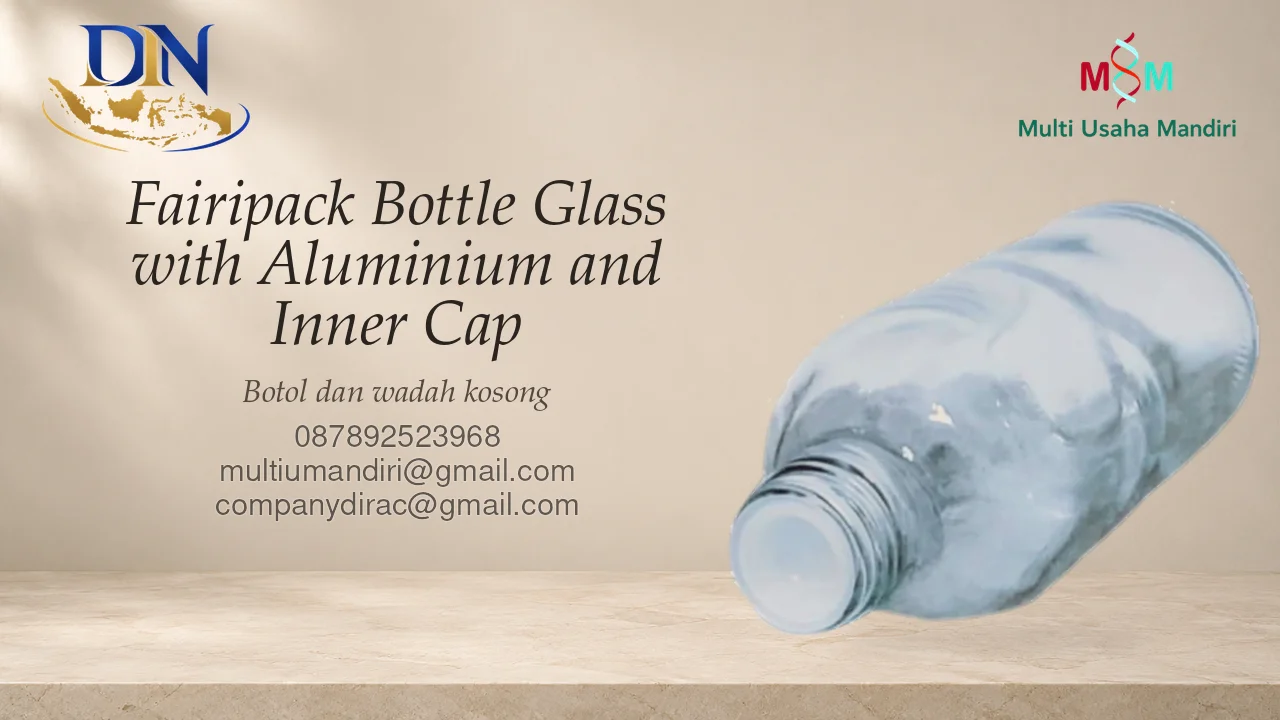 DN
M M
Multi Usaha Mandiri
Fairipack Bottle Glass
with Aluminium and
Inner Cap
Botol dan wadah kosong
087892523968
multiumandiri@gmail.com
companydirac@gmail.com